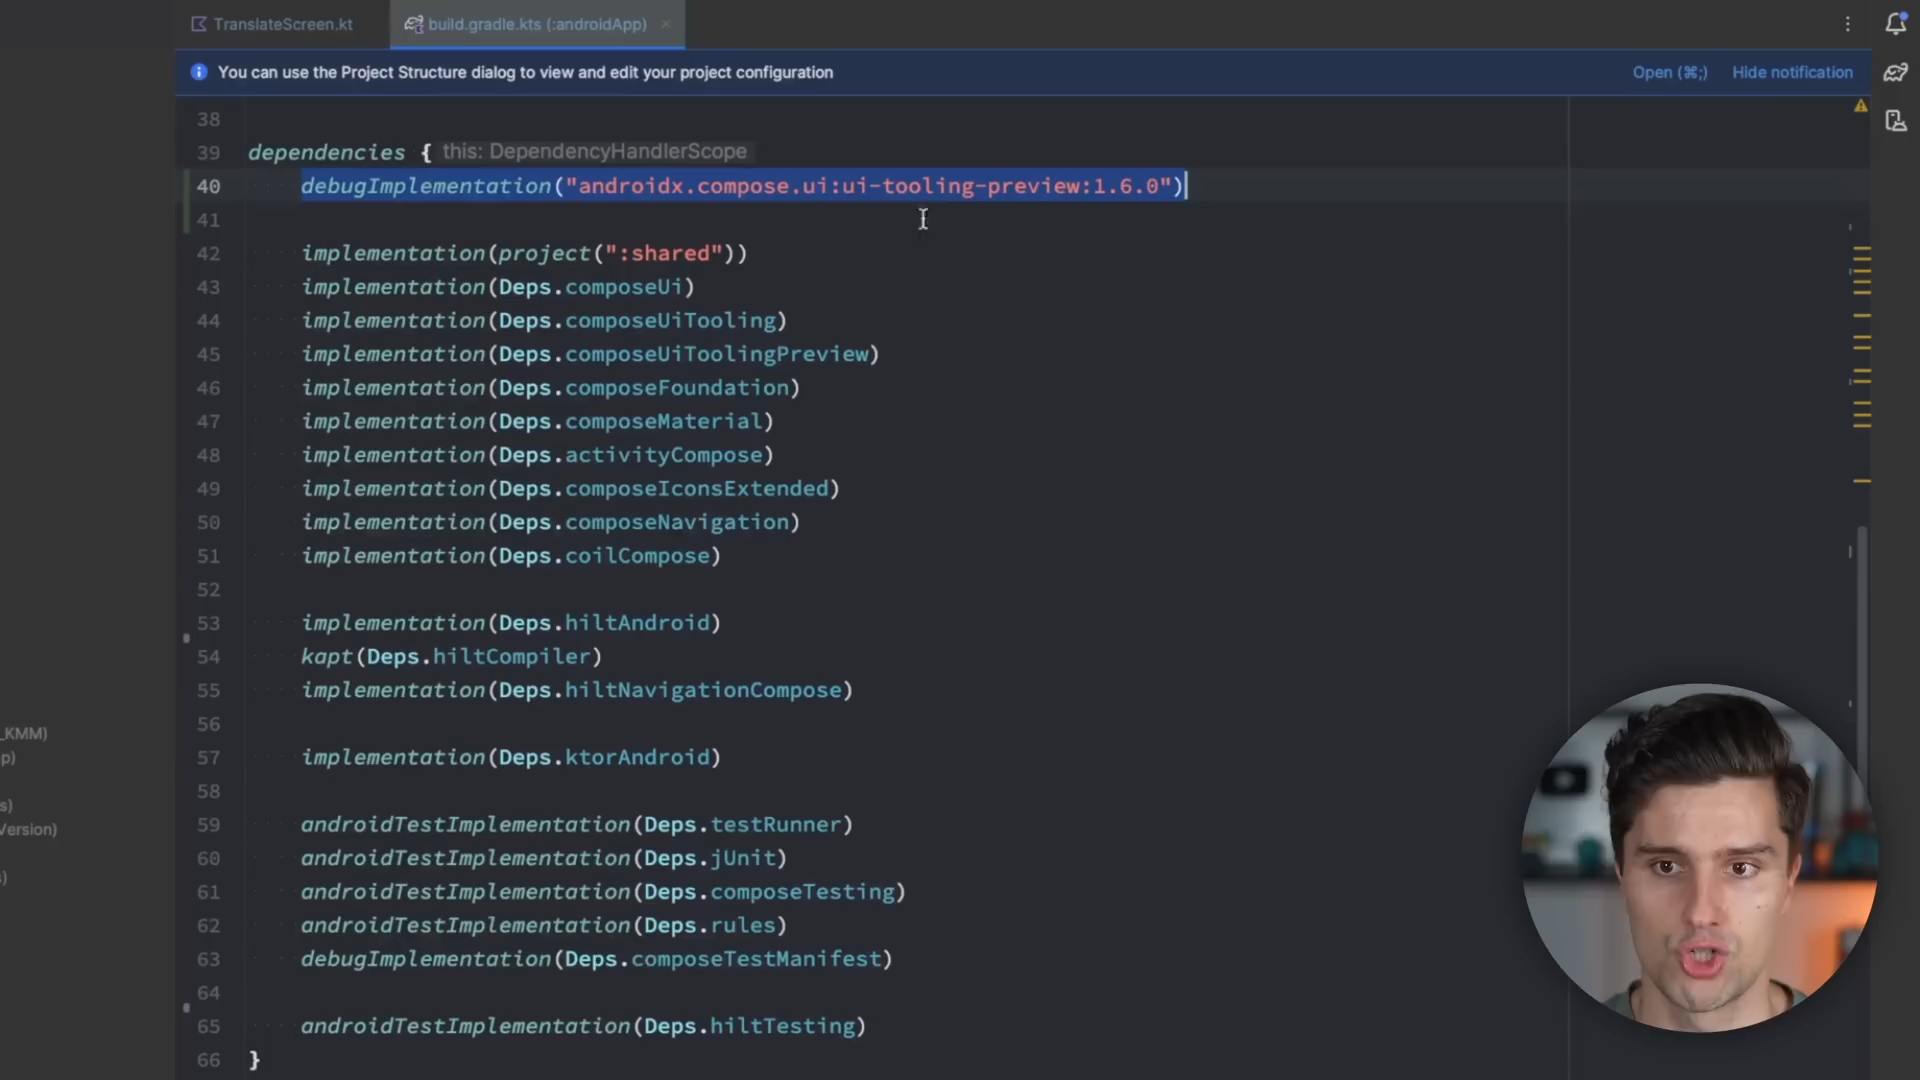 TranslateScreen.kt
build.gradle.kts (:androidApp)
You can use the Project Structure dialog to view and edit your project configuration
Open (⌘;)
Hide notification
38
39 dependencies { this: DependencyHandlerScope
40 debugImplementation("androidx.compose.ui:ui-tooling-preview:1.6.0")
41
42 implementation(project(":shared"))
43 implementation(Deps.composeUi)
44 implementation(Deps.composeUiTooling)
45 implementation(Deps.composeUiToolingPreview)
46 implementation(Deps.composeFoundation)
47 implementation(Deps.composeMaterial)
48 implementation(Deps.activityCompose)
49 implementation(Deps.composeIconsExtended)
50 implementation(Deps.composeNavigation)
51 implementation(Deps.coilCompose)
52
53 implementation(Deps.hiltAndroid)
54 kapt(Deps.hiltCompiler)
55 implementation(Deps.hiltNavigationCompose)
56
57 implementation(Deps.ktorAndroid)
58
59 androidTestImplementation(Deps.testRunner)
60 androidTestImplementation(Deps.jUnit)
61 androidTestImplementation(Deps.composeTesting)
62 androidTestImplementation(Deps.rules)
63 debugImplementation(Deps.composeTestManifest)
64
65 androidTestImplementation(Deps.hiltTesting)
66 }
_KMM)
p)
s)
Version)
)